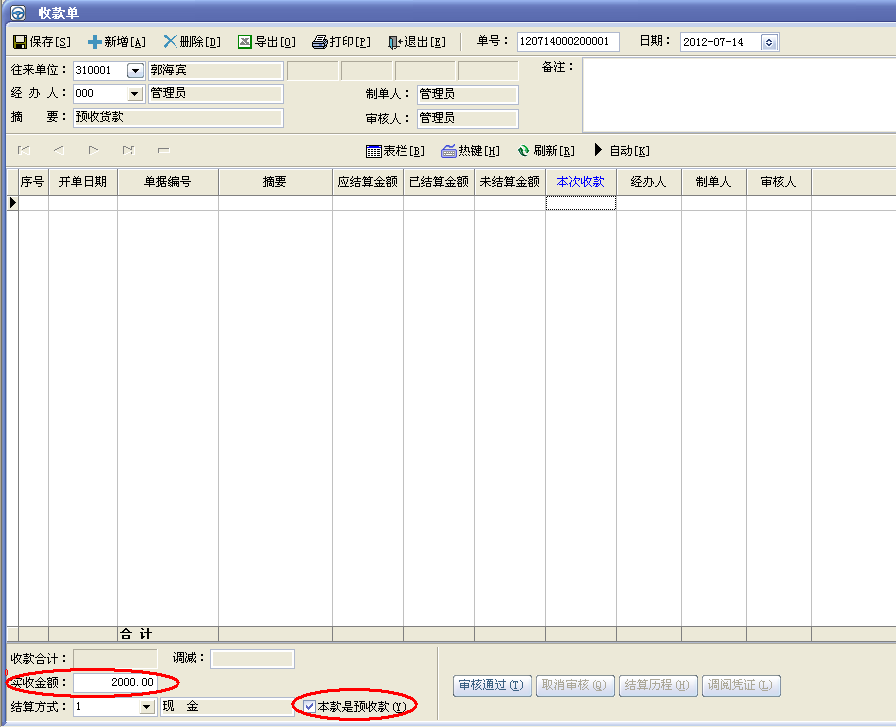 收款单
保存[S] 新增[A] 删除[D] 导出[O] 打印[P] 退出[E] 单号： 120714000200001 日期： 2012-07-14
往来单位： 310001 郭海宾 备注：
经 办 人： 000 管理员 制单人： 管理员
摘 要： 预收货款 审核人： 管理员
表栏[B] 热键[H] 刷新[R] 自动[K]
序号 开单日期 单据编号 摘要 应结算金额 已结算金额 未结算金额 本次收款 经办人 制单人 审核人
合 计
收款合计： 调减：
实收金额： 2000.00
审核通过(T) 取消审核(Q) 结算历程(H) 调阅凭证(L)
结算方式： 1 现 金 本款是预收款(Y)